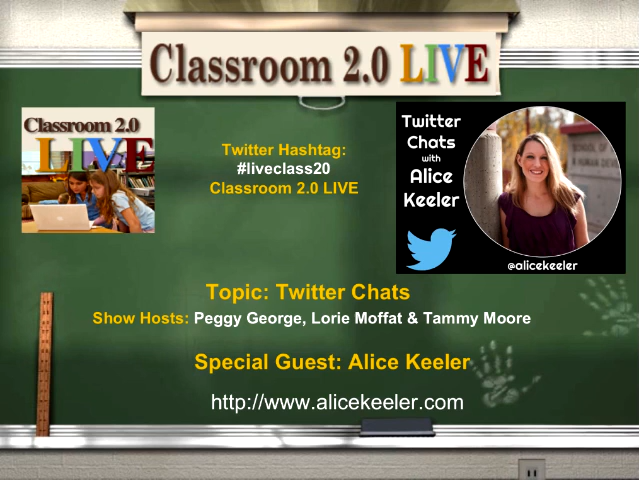 Classroom 2.0 LIVE
Classroom 2.0
LIVE
Twitter Hashtag:
#liveclass20
Classroom 2.0 LIVE
Twitter
Chats
with
Alice
Keeler
@alicekeeler
Topic: Twitter Chats
Show Hosts: Peggy George, Lorie Moffat & Tammy Moore
Special Guest: Alice Keeler
http://www.alicekeeler.com